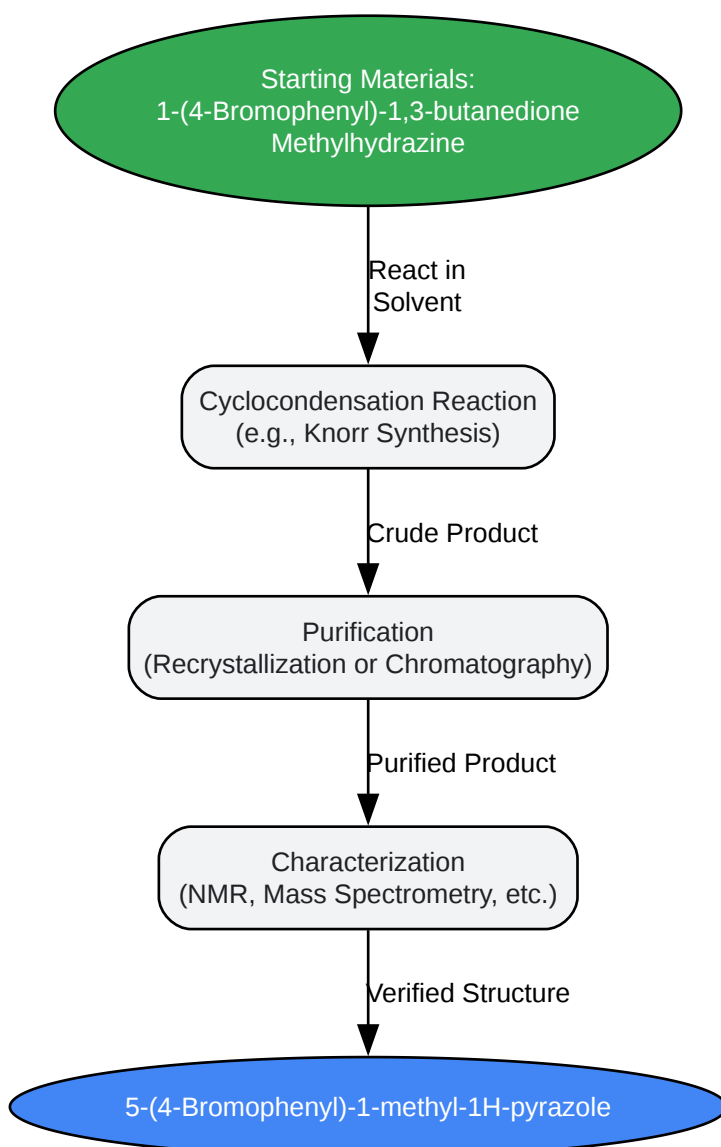 Starting Materials:
1-(4-Bromophenyl)-1,3-butanedione
Methylhydrazine
React in
Solvent
Cyclocondensation Reaction
(e.g., Knorr Synthesis)
Crude Product
Purification
(Recrystallization or Chromatography)
Purified Product
Characterization
(NMR, Mass Spectrometry, etc.)
Verified Structure
5-(4-Bromophenyl)-1-methyl-1H-pyrazole